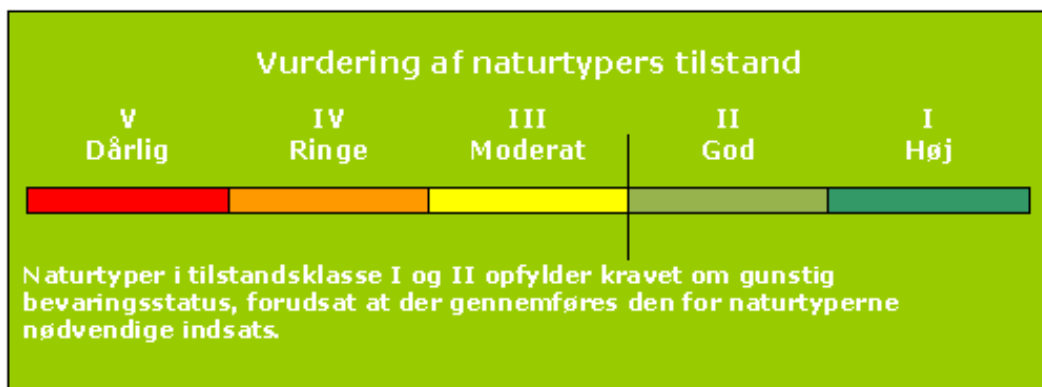 Vurdering af naturtypers tilstand
V IV III II I
Dårlig Ringe Moderat God Høj
Naturtyper i tilstandsklasse I og II opfylder kravet om gunstig
bevaringsstatus, forudsat at der gennemføres den for naturtyperne
nødvendige indsats.